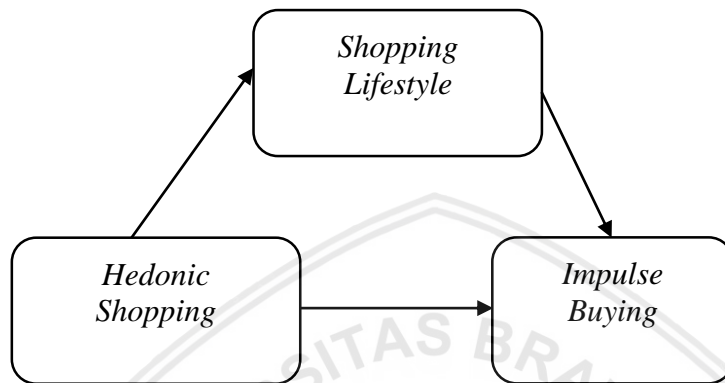 Shopping
Lifestyle
Hedonic
Shopping
Impulse
Buying
SITAS BRA